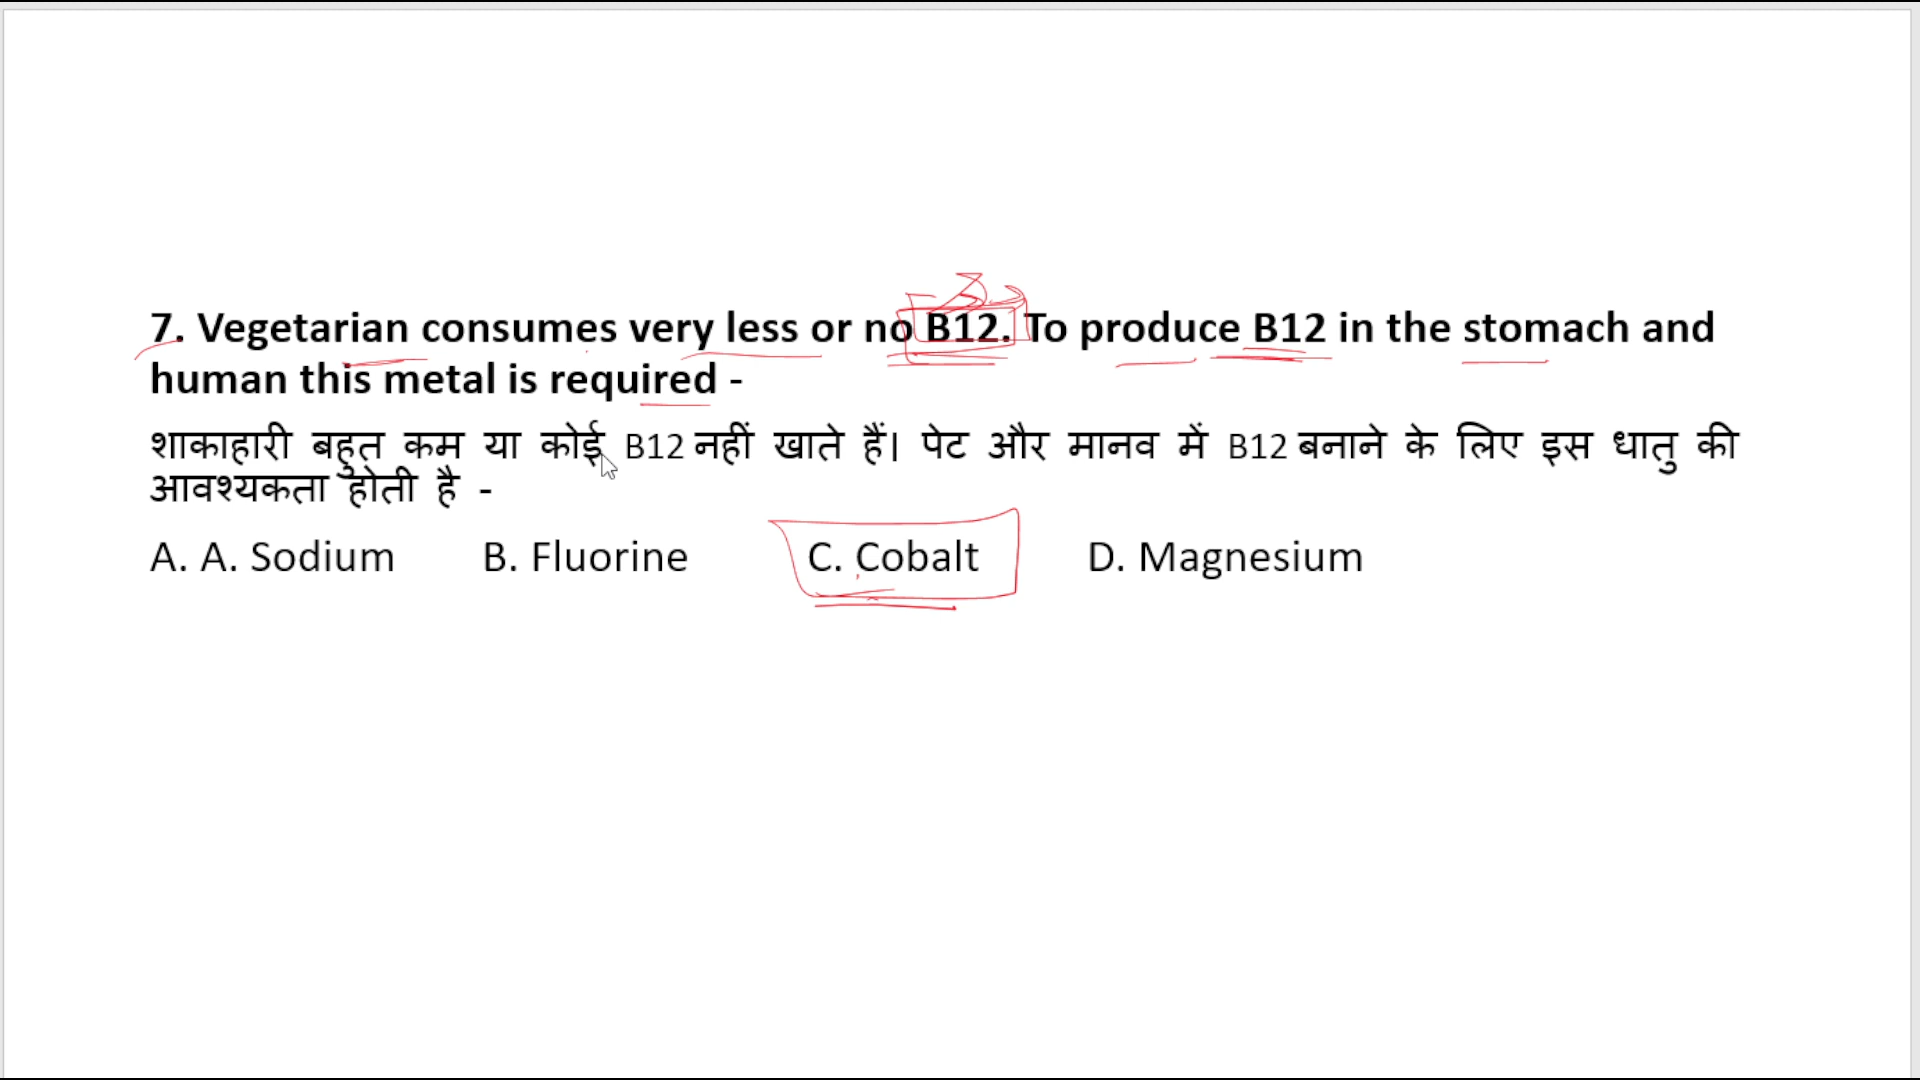 7. Vegetarian consumes very less or no B12. To produce B12 in the stomach and
human this metal is required -
शाकाहारी बहुत कम या कोई B12 नहीं खाते हैं। पेट और मानव में B12 बनाने के लिए इस धातु की
आवश्यकता होती है -
A. A. Sodium B. Fluorine C. Cobalt D. Magnesium